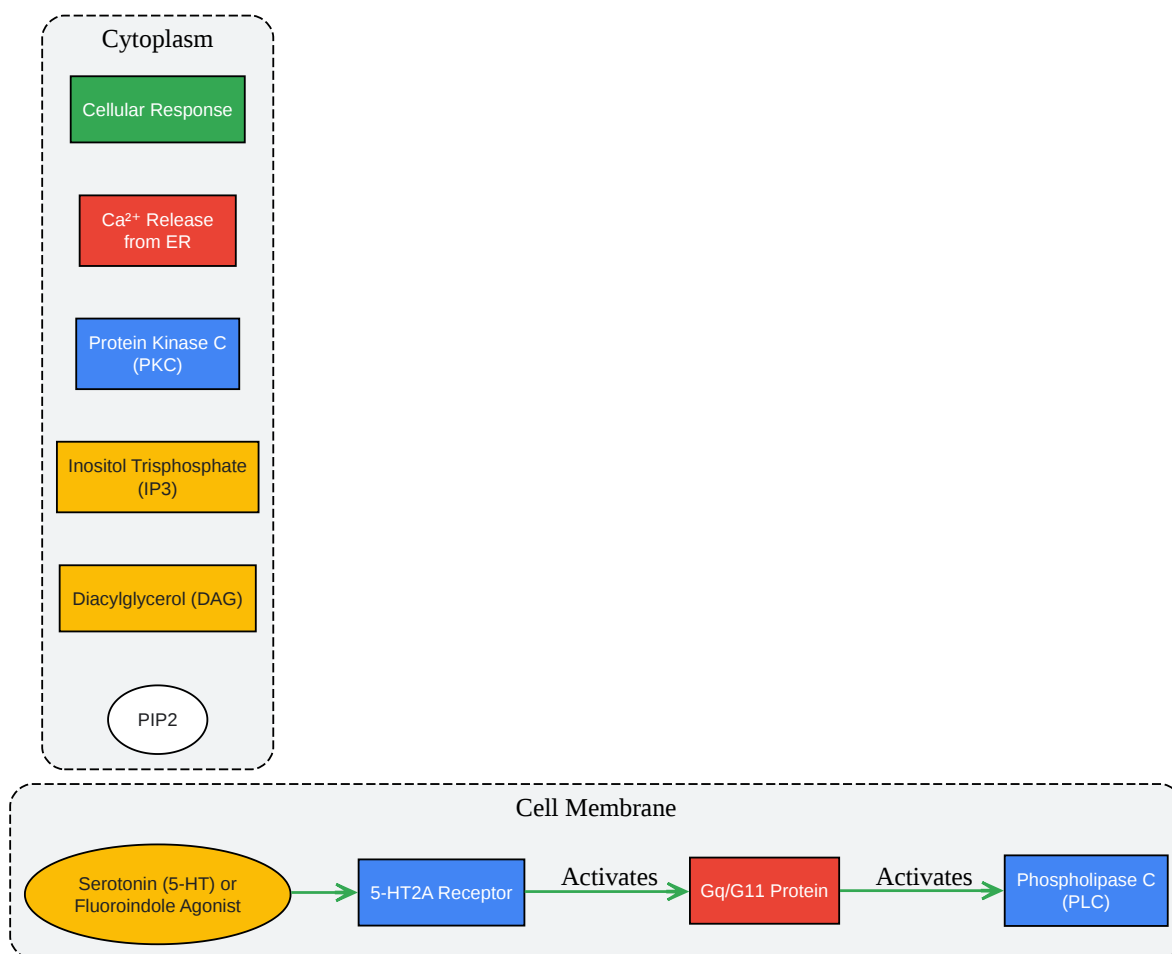 Cytoplasm
Cellular Response
Ca²⁺ Release
from ER
Protein Kinase C
(PKC)
Inositol Trisphosphate
(IP3)
Diacylglycerol (DAG)
PIP2
Cell Membrane
Serotonin (5-HT) or
Fluoroindole Agonist
5-HT2A Receptor
Activates
Gq/G11 Protein
Activates
Phospholipase C
(PLC)